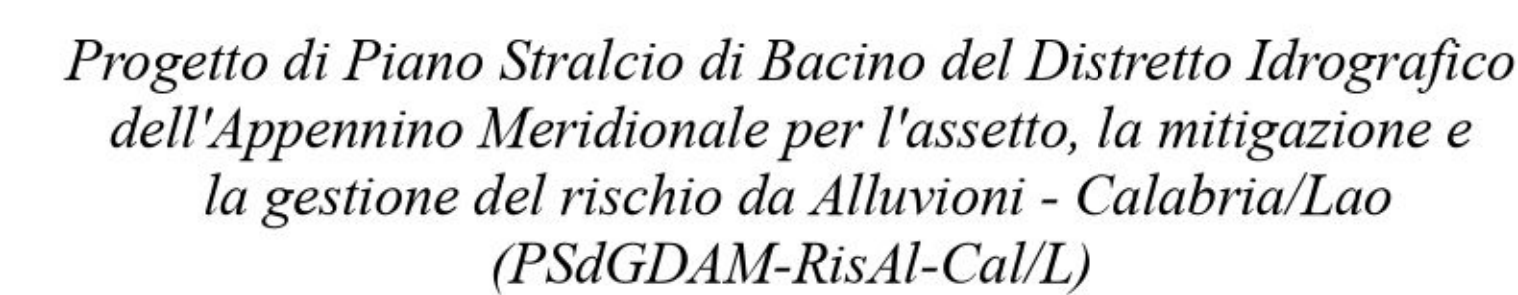 Progetto di Piano Stralcio di Bacino del Distretto Idrografico
dell'Appennino Meridionale per l'assetto, la mitigazione e
la gestione del rischio da Alluvioni - Calabria/Lao
(PSdGDAM-RisAl-Cal/L)